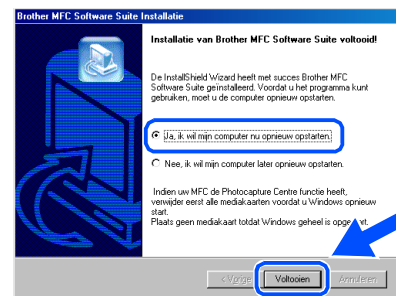 Brother MFC Software Suite Installatie
Installatie van Brother MFC Software Suite voltooid!
De InstallShield Wizard heeft met succes Brother MFC
Software Suite geïnstalleerd. Voordat u het programma kunt
gebruiken, moet u de computer opnieuw opstarten.
Ja, ik wil mijn computer nu opnieuw opstarten.
Nee, ik wil mijn computer later opnieuw opstarten.
Indien uw MFC de Photocapture Centre functie heeft,
verwijder eerst alle mediakaarten voordat u Windows opnieuw
start.
Plaats geen mediakaart totdat Windows geheel is
< Vorige Voltooien Annuleren